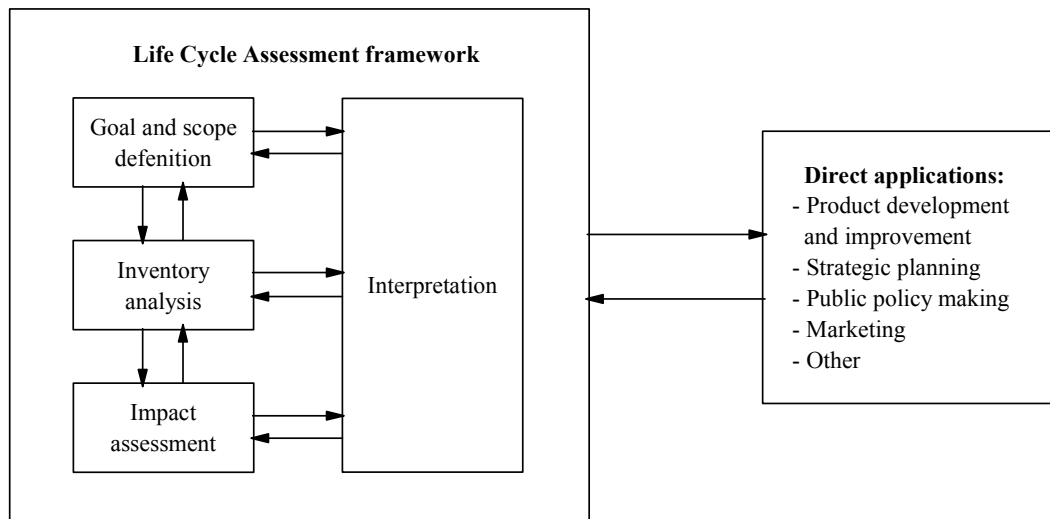 Life Cycle Assessment framework
Goal and scope
defenition
Inventory
analysis
Impact
assessment
Interpretation
Direct applications:
- Product development
and improvement
- Strategic planning
- Public policy making
- Marketing
- Other